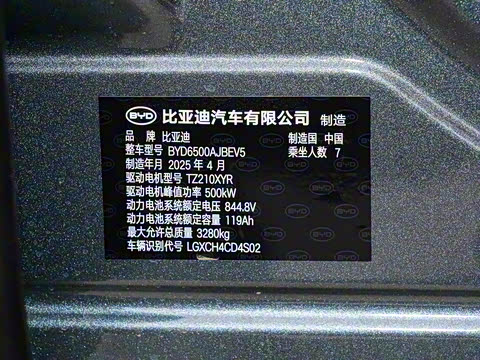 BYD 比亚迪汽车有限公司 制造
品 牌 比亚迪 制造国 中国
整车型号 BYD6500AJBEV5 乘坐人数 7
制造年月 2025 年 4 月
驱动电机型号 TZ210XYR
驱动电机峰值功率 500kW
动力电池系统额定电压 844.8V
动力电池系统额定容量 119Ah
最大允许总质量 3280kg
车辆识别代号 LGXCH4CD4S02